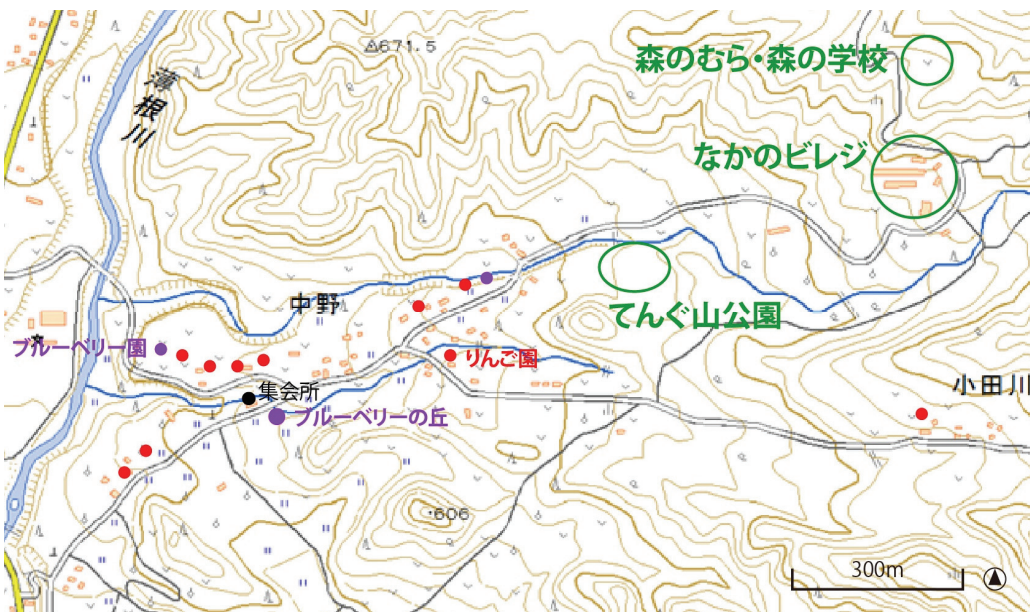 671.5
森のむら・森の学校
薄根川
なかのビレジ
中野
てんぐ山公園
ブルーベリー園
りんご園
集会所
小田川
ブルーベリーの丘
・606
300m